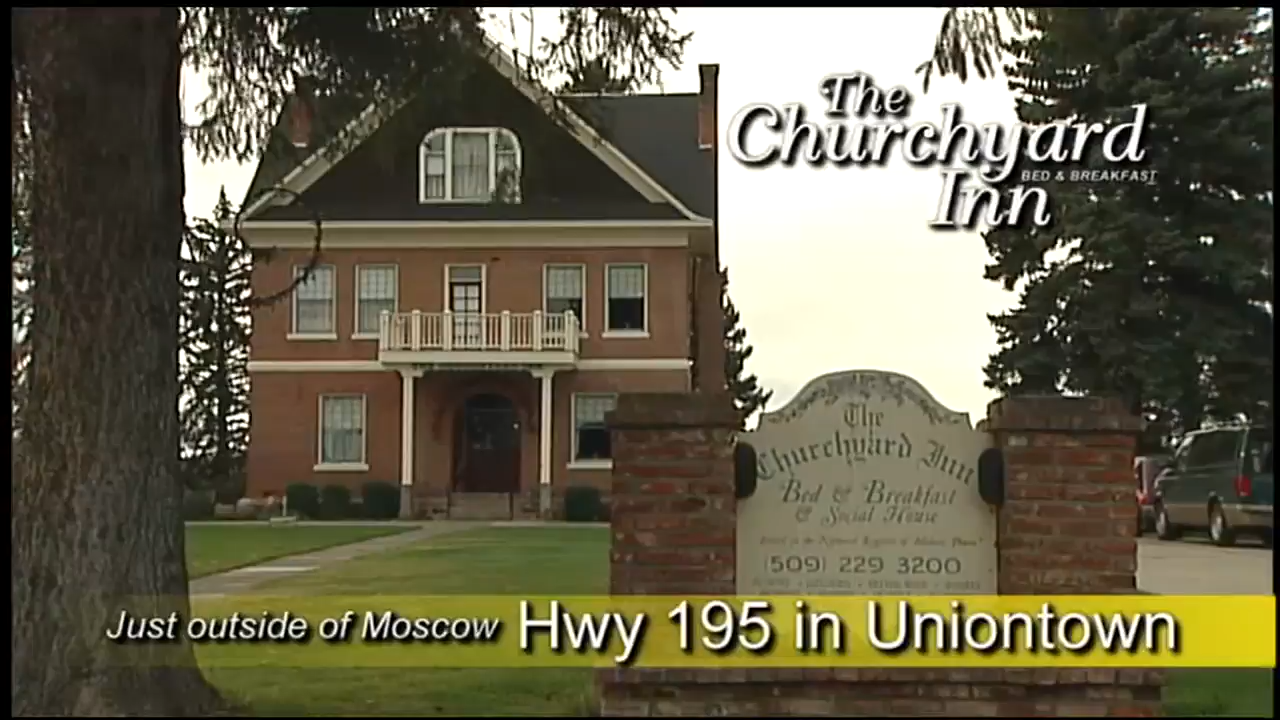 The
Churchyard
BED & BREAKFAST
Inn
The
Churchyard Inn
Bed & Breakfast
& Social House
(509) 229 3200
Just outside of Moscow Hwy 195 in Uniontown